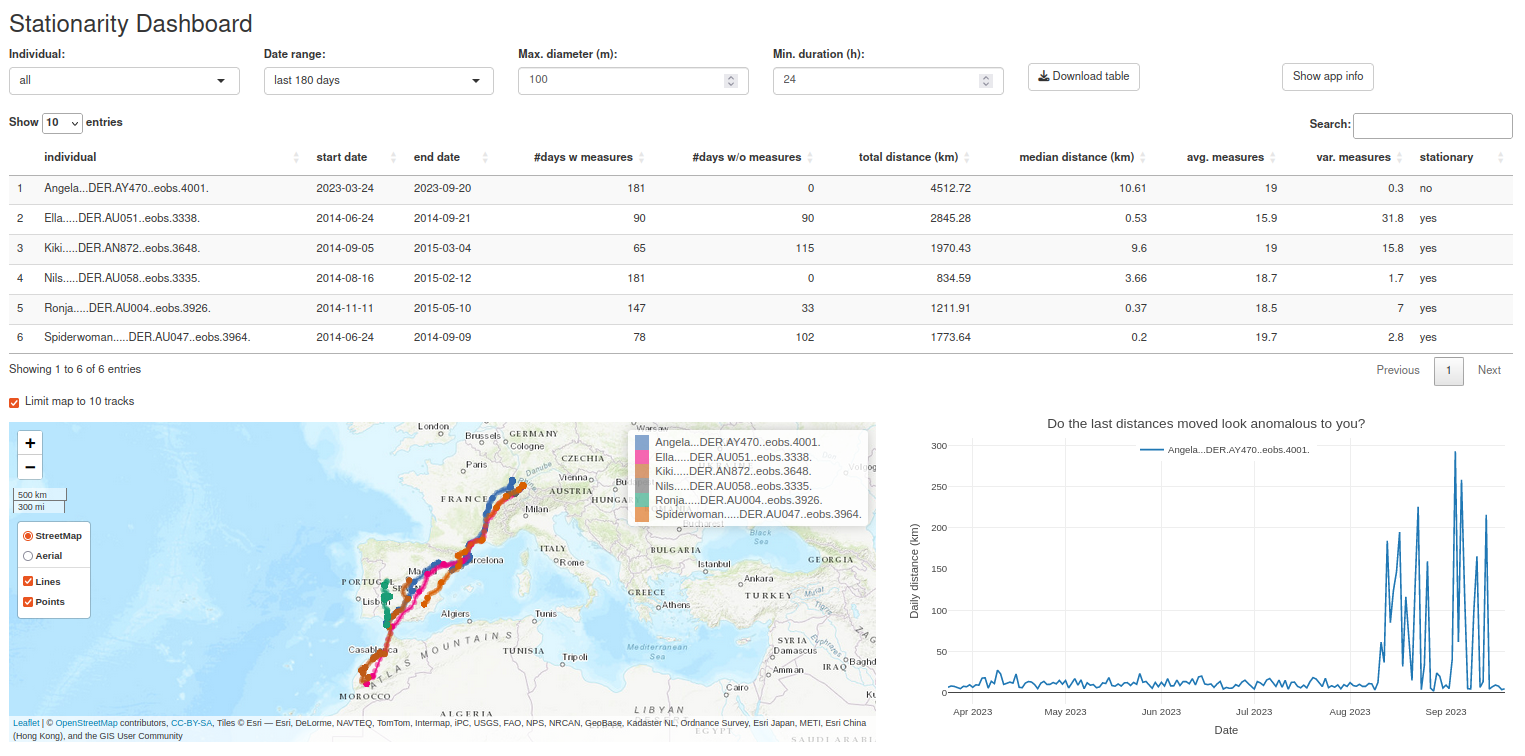 Stationarity Dashboard
Individual: Date range: Max. diameter (m): Min. duration (h):
all last 180 days 100 24 Download table Show app info
Show 10 entries Search:
individual start date end date #days w measures #days w/o measures total distance (km) median distance (km) avg. measures var. measures stationary
1 Angela...DER.AY470..eobs.4001. 2023-03-24 2023-09-20 181 0 4512.72 10.61 19 0.3 no
2 Ella.....DER.AU051..eobs.3338. 2014-06-24 2014-09-21 90 90 2845.28 0.53 15.9 31.8 yes
3 Kiki.....DER.AN872..eobs.3648. 2014-09-05 2015-03-04 65 115 1970.43 9.6 19 15.8 yes
4 Nils.....DER.AU058..eobs.3335. 2014-08-16 2015-02-12 181 0 834.59 3.66 18.7 1.7 yes
5 Ronja.....DER.AU004..eobs.3926. 2014-11-11 2015-05-10 147 33 1211.91 0.37 18.5 7 yes
6 Spiderwoman.....DER.AU047..eobs.3964. 2014-06-24 2014-09-09 78 102 1773.64 0.2 19.7 2.8 yes
Showing 1 to 6 of 6 entries Previous 1 Next
Limit map to 10 tracks
+
−
500 km
300 mi
StreetMap
Aerial
Lines
Points
Angela...DER.AY470..eobs.4001.
Ella.....DER.AU051..eobs.3338.
Kiki.....DER.AN872..eobs.3648.
Nils.....DER.AU058..eobs.3335.
Ronja.....DER.AU004..eobs.3926.
Spiderwoman.....DER.AU047..eobs.3964.
London
Brussels
GERMANY
Cologne
Paris
CZECHIA
Danube
Vienna
FRANCE
AUSTRIA
Milan
Bucharest
Black Sea
ITALY
BULGARIA
GEORGIA
Rome
Istanbul
Ankara
GREECE
TURKEY
Athens
Murat
Tigris
Algiers
Tunis
SYRIA
Damascus
Euphrates
IRAQ
Mediterranean Sea
TUNISIA
Tripoli
Amman
Casablanca
ATLAS MOUNTAINS
MOROCCO
Cairo
ALGERIA
LIBYAN
EGYPT
Leaflet | © OpenStreetMap contributors, CC-BY-SA, Tiles © Esri — Esri, DeLorme, NAVTEQ, TomTom, Intermap, iPC, USGS, FAO, NPS, NRCAN, GeoBase, Kadaster NL, Ordnance Survey, Esri Japan, METI, Esri China
(Hong Kong), and the GIS User Community
Do the last distances moved look anomalous to you?
Angela...DER.AY470..eobs.4001.
Daily distance (km)
300
250
200
150
100
50
0
Apr 2023 May 2023 Jun 2023 Jul 2023 Aug 2023 Sep 2023
Date